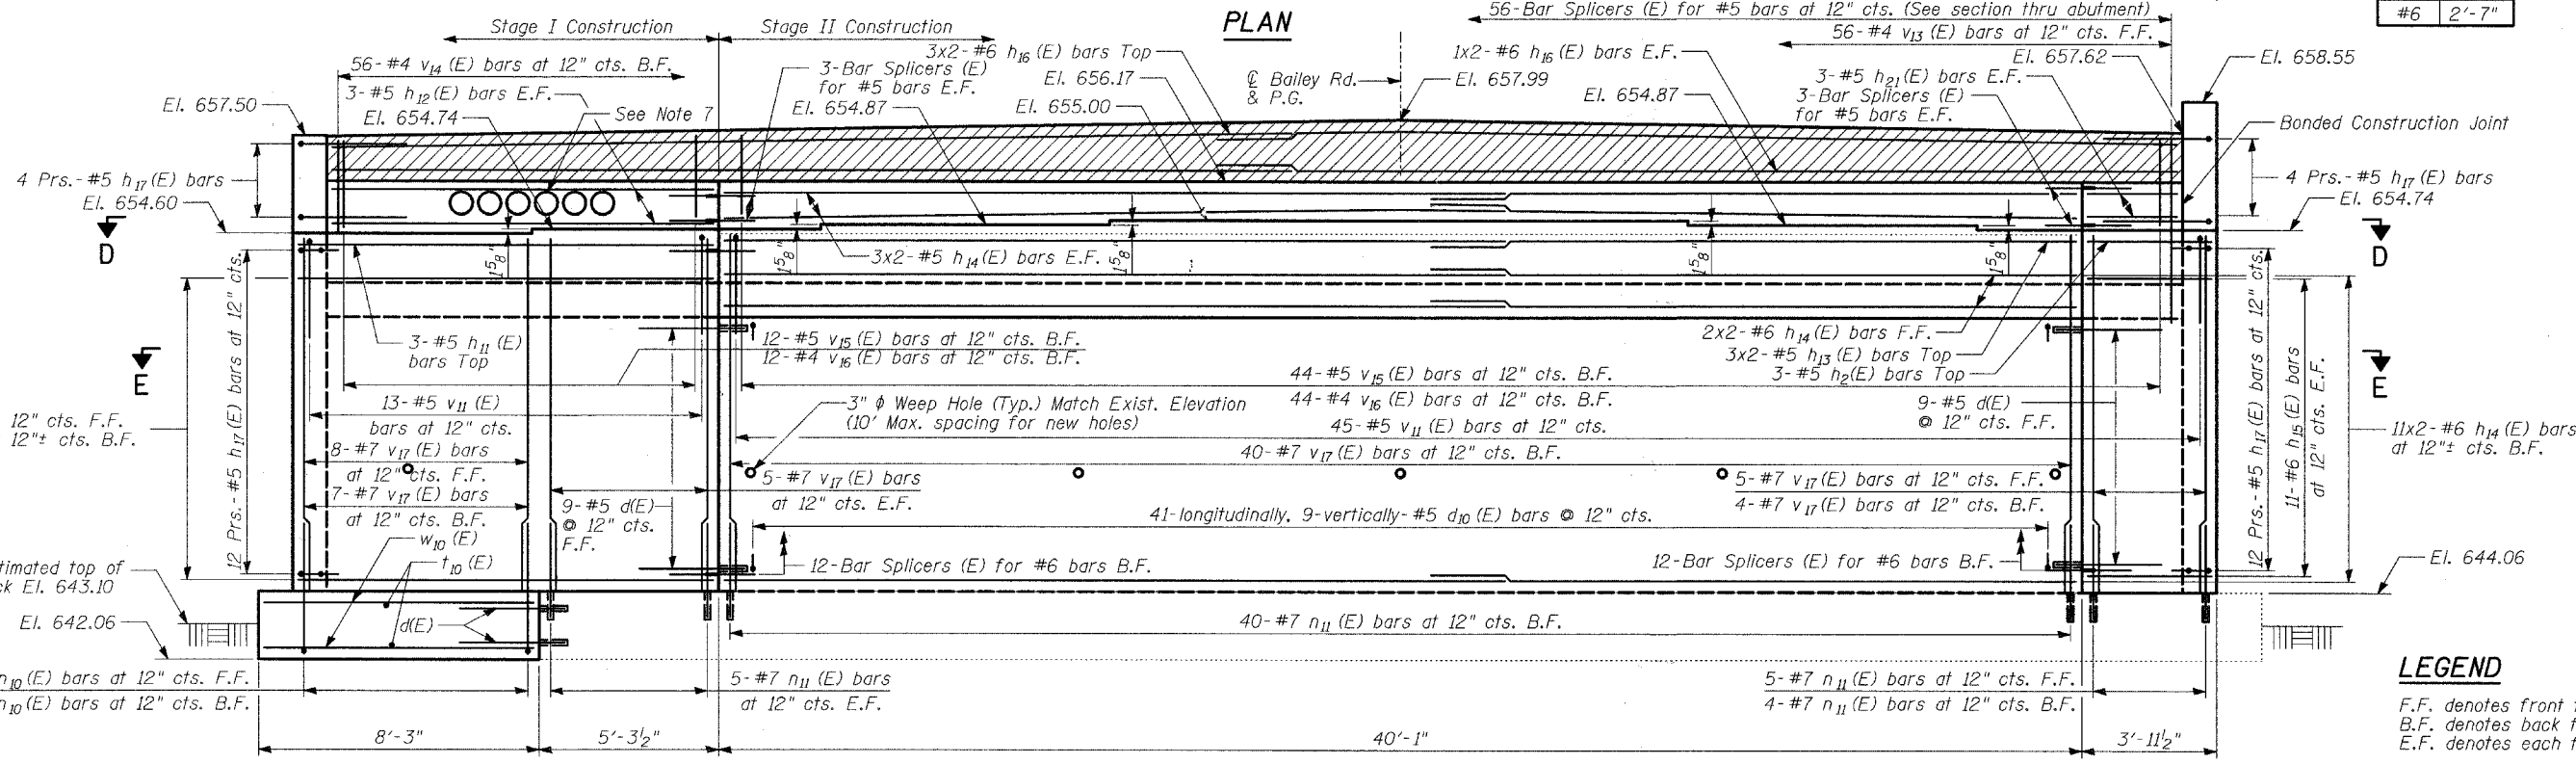 PLAN
56-Bar Splicers (E) for #5 bars at 12" cts. (See section thru abutment)
#6 2'-7"
Stage I Construction
Stage II Construction
3x2-#6 h16 (E) bars Top
1x2-#6 h16 (E) bars E.F.
56-#4 v13 (E) bars at 12" cts. F.F.
56-#4 v14 (E) bars at 12" cts. B.F.
3-Bar Splicers (E)
for #5 bars E.F.
El. 656.17
℄ Bailey Rd.
& P.G.
El. 657.99
El. 657.62
El. 658.55
El. 657.50
3-#5 h12 (E) bars E.F.
El. 654.74
See Note 7
El. 654.87
El. 655.00
El. 654.87
3-#5 h21 (E) bars E.F.
3-Bar Splicers (E)
for #5 bars E.F.
Bonded Construction Joint
4 Prs.-#5 h17 (E) bars
El. 654.60
4 Prs.-#5 h17 (E) bars
El. 654.74
D
D
1 5/8"
1 5/8"
3x2-#5 h14 (E) bars E.F.
1 5/8"
1 5/8"
1 5/8"
12 Prs.-#5 h17 (E) bars at 12" cts.
3-#5 h11 (E)
bars Top
12-#5 v15 (E) bars at 12" cts. B.F.
12-#4 v16 (E) bars at 12" cts. B.F.
2x2-#6 h14 (E) bars F.F.
3x2-#5 h13 (E) bars Top
3-#5 h2(E) bars Top
E
E
44-#5 v15 (E) bars at 12" cts. B.F.
44-#4 v16 (E) bars at 12" cts. B.F.
12" cts. F.F.
12"± cts. B.F.
13-#5 v11 (E)
bars at 12" cts.
3" ϕ Weep Hole (Typ.) Match Exist. Elevation
(10' Max. spacing for new holes)
45-#5 v11 (E) bars at 12" cts.
9-#5 d(E)
@ 12" cts. F.F.
12 Prs.-#5 h17 (E) bars at 12" cts.
11-#6 h15 (E) bars
at 12" cts. E.F.
11x2-#6 h14 (E) bars
at 12"± cts. B.F.
8-#7 v17 (E) bars
at 12" cts. F.F.
7-#7 v17 (E) bars
at 12" cts. B.F.
40-#7 v17 (E) bars at 12" cts. B.F.
5-#7 v17 (E) bars
at 12" cts. E.F.
5-#7 v17 (E) bars at 12" cts. F.F.
4-#7 v17 (E) bars at 12" cts. B.F.
9-#5 d(E)
@ 12" cts.
F.F.
41-longitudinally, 9-vertically-#5 d10 (E) bars @ 12" cts.
w10 (E)
t10 (E)
12-Bar Splicers (E) for #6 bars B.F.
12-Bar Splicers (E) for #6 bars B.F.
El. 644.06
top of
El. 643.10
El. 642.06
d(E)
40-#7 n11 (E) bars at 12" cts. B.F.
n10 (E) bars at 12" cts. F.F.
n10 (E) bars at 12" cts. B.F.
5-#7 n11 (E) bars
at 12" cts. E.F.
5-#7 n11 (E) bars at 12" cts. F.F.
4-#7 n11 (E) bars at 12" cts. B.F.
8'-3"
5'-3 1/2"
40'-1"
3'-11 1/2"
LEGEND
F.F. denotes front
B.F. denotes back
E.F. denotes each